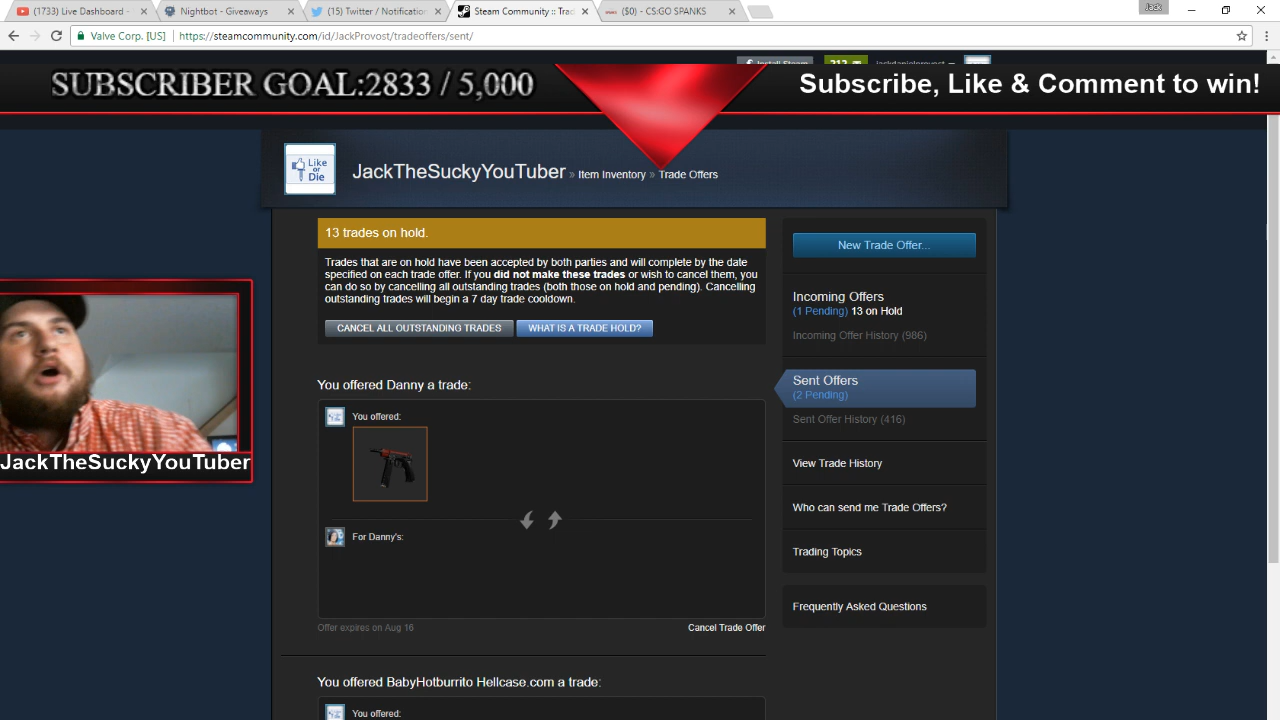 (1733) Live Dashboard -
Nightbot - Giveaways
(15) Twitter / Notification
Steam Community :: Trad
($0) - CS:GO SPANKS
Jack
Valve Corp. [US]
https://steamcommunity.com/id/JackProvost/tradeoffers/sent/
Install Steam
SUBSCRIBER GOAL:2833 / 5,000
Subscribe, Like & Comment to win!
Like
or
Die
JackTheSuckyYouTuber » Item Inventory » Trade Offers
13 trades on hold.
Trades that are on hold have been accepted by both parties and will complete by the date
specified on each trade offer. If you did not make these trades or wish to cancel them, you
can do so by cancelling all outstanding trades (both those on hold and pending). Cancelling
outstanding trades will begin a 7 day trade cooldown.
CANCEL ALL OUTSTANDING TRADES
WHAT IS A TRADE HOLD?
New Trade Offer...
Incoming Offers
(1 Pending) 13 on Hold
Incoming Offer History (986)
Sent Offers
(2 Pending)
Sent Offer History (416)
View Trade History
Who can send me Trade Offers?
Trading Topics
Frequently Asked Questions
JackTheSuckyYouTuber
You offered Danny a trade:
You offered:
For Danny's:
Offer expires on Aug 16
Cancel Trade Offer
You offered BabyHotburrito Hellcase.com a trade:
You offered: